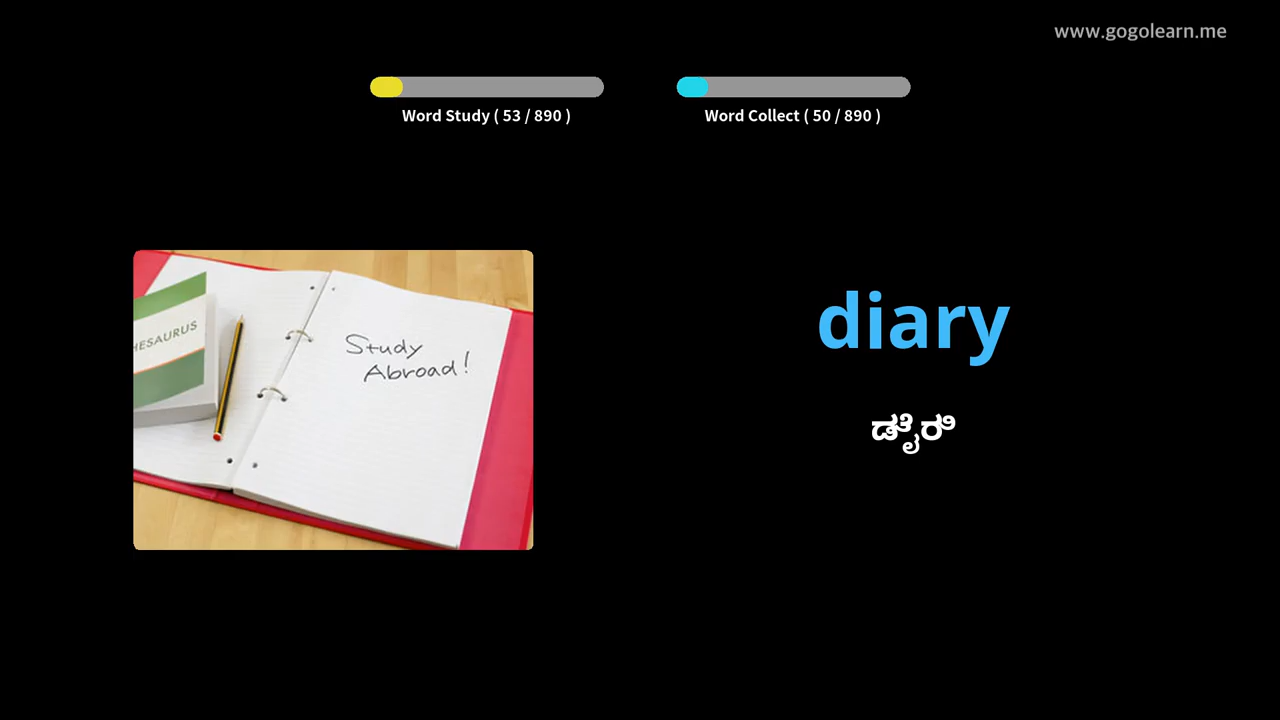 www.gogolearn.me
Word Study ( 53 / 890 )
Word Collect ( 50 / 890 )
HESAURUS
Study
Abroad!
diary
ಡೈರಿ